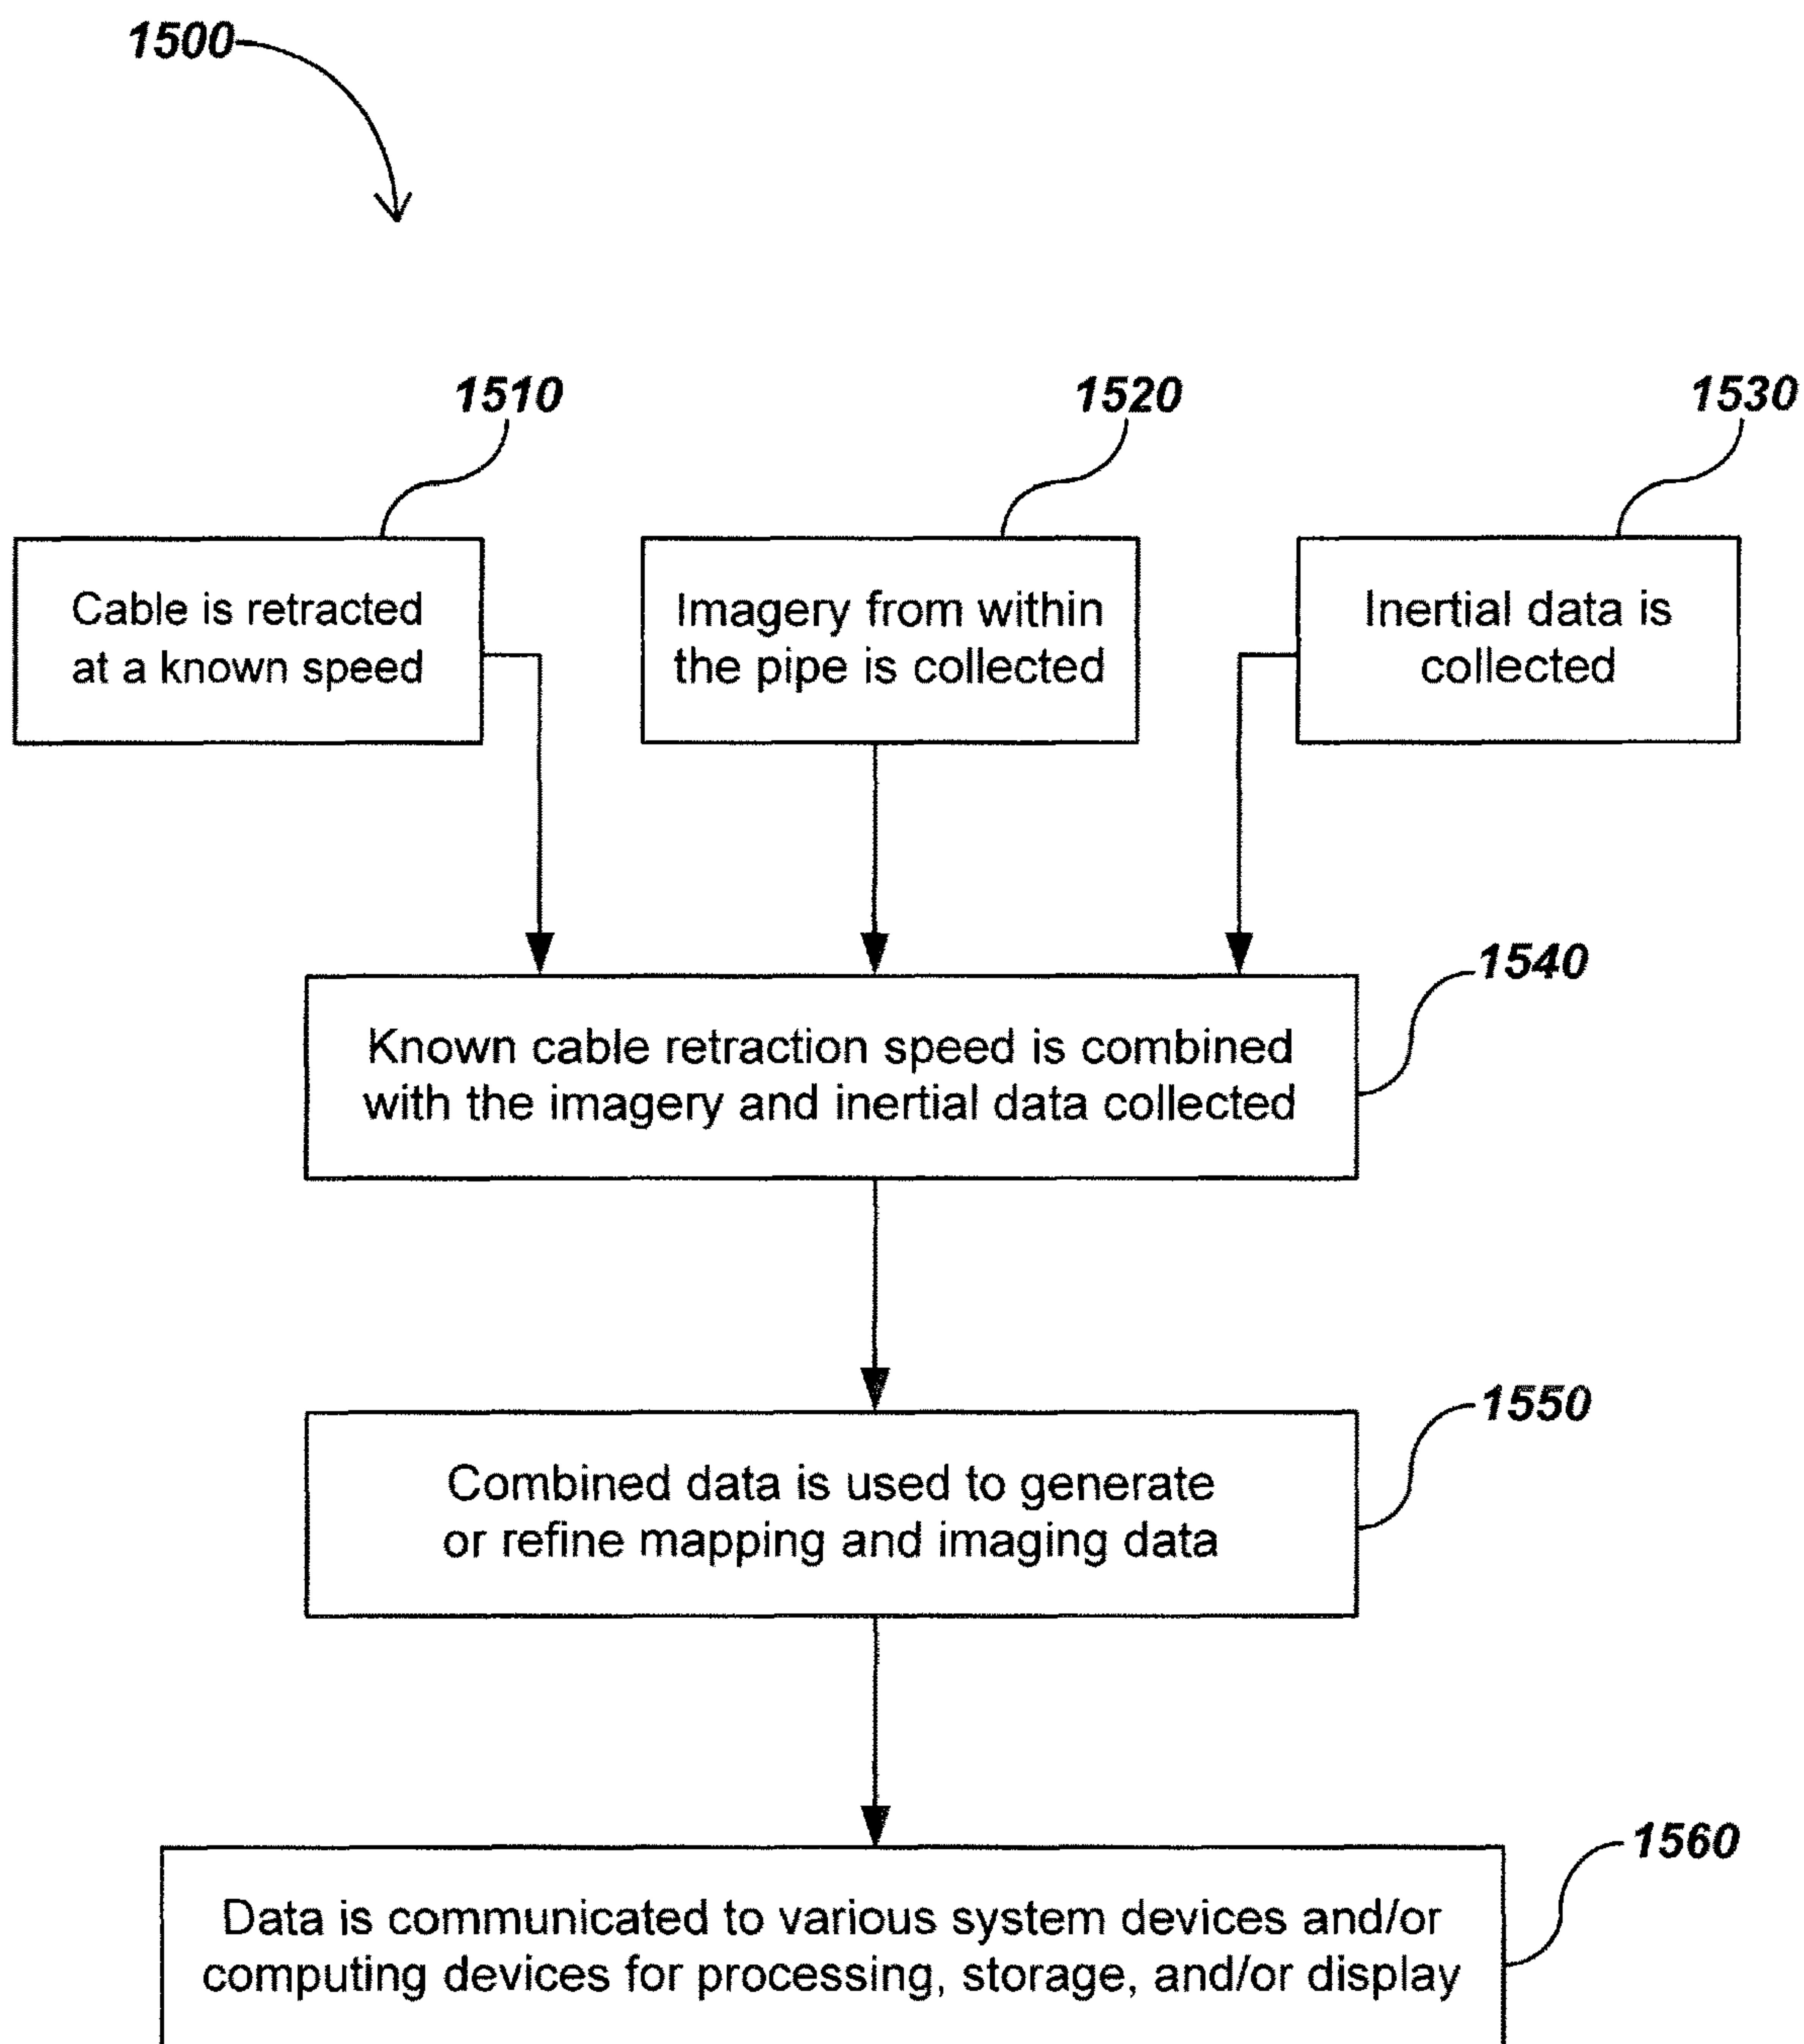 1500
1510
1520
1530
Cable is retracted
at a known speed
Imagery from within
the pipe is collected
Inertial data is
collected
1540
Known cable retraction speed is combined
with the imagery and inertial data collected
1550
Combined data is used to generate
or refine mapping and imaging data
1560
Data is communicated to various system devices and/or
computing devices for processing, storage, and/or display